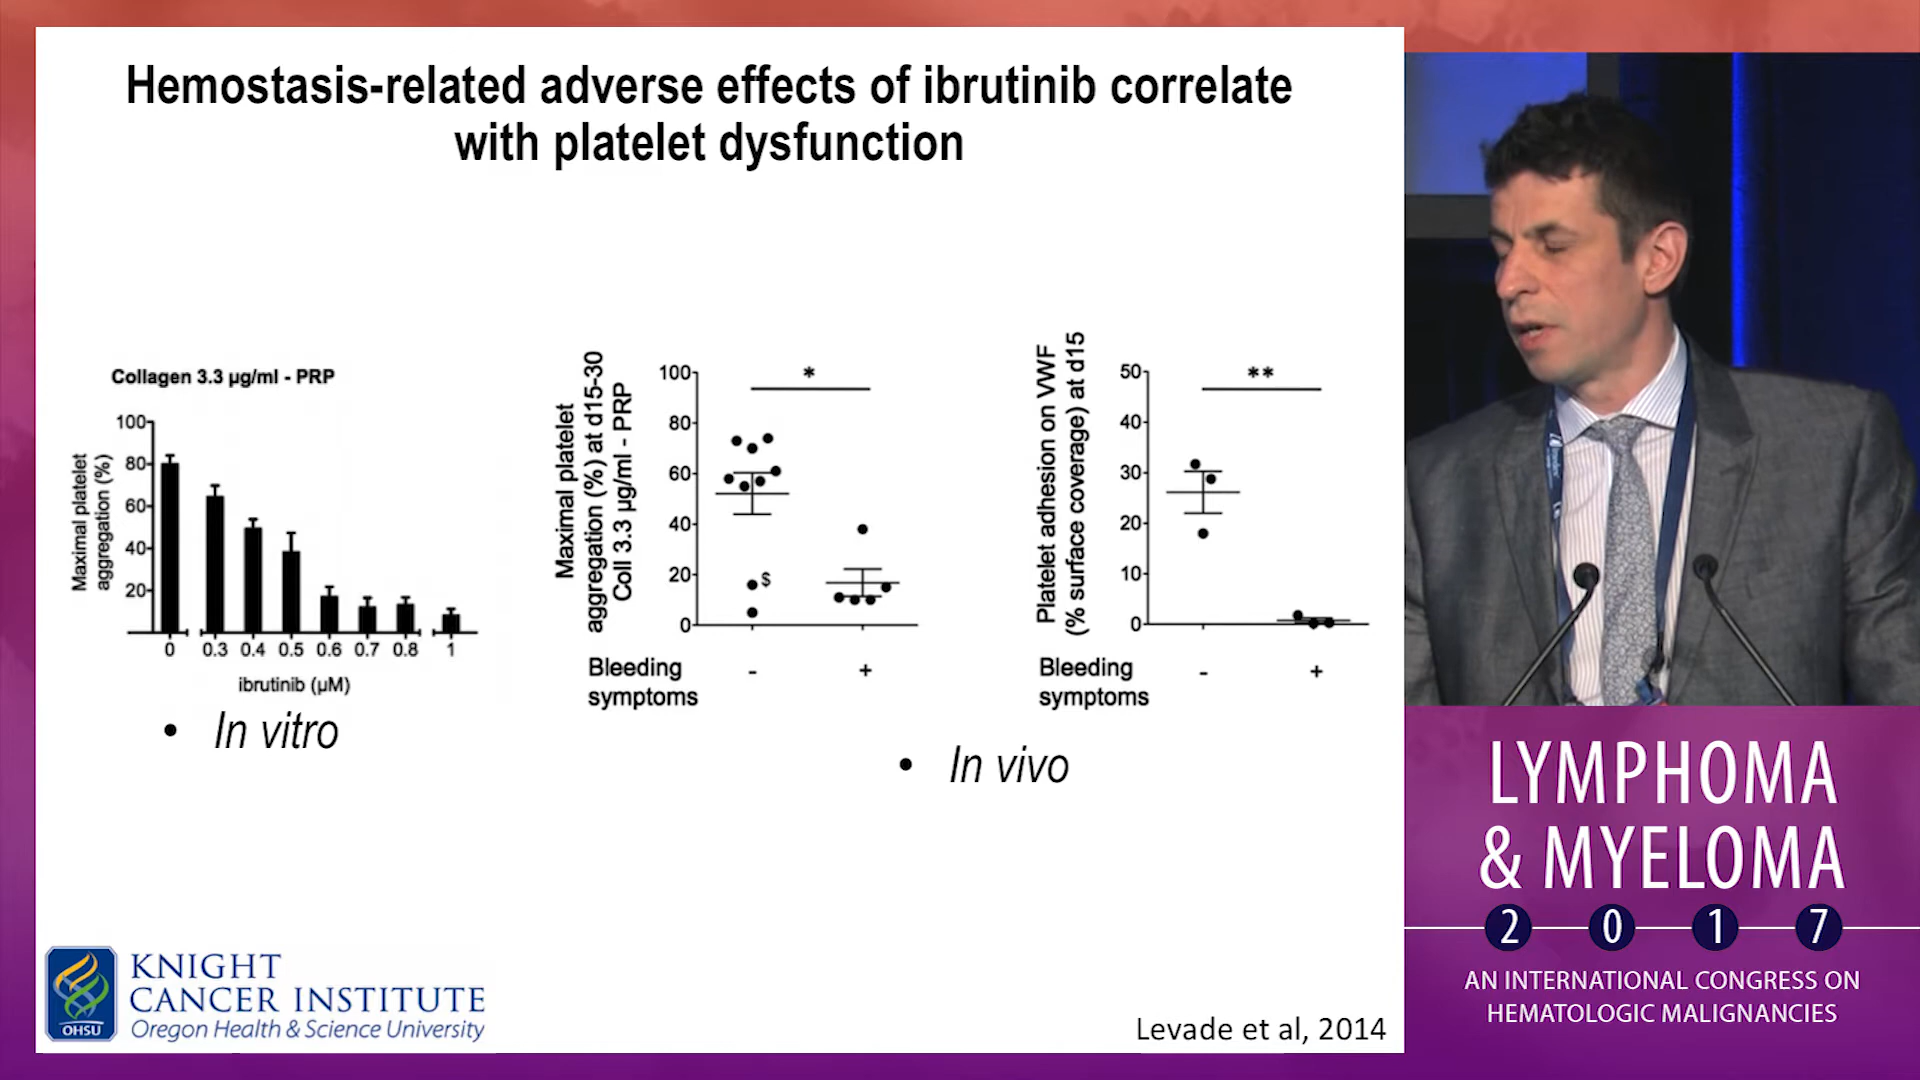 Hemostasis-related adverse effects of ibrutinib correlate
with platelet dysfunction
Collagen 3.3 µg/ml - PRP
Maximal platelet
aggregation (%)
100
80
60
40
20
0 0.3 0.4 0.5 0.6 0.7 0.8 1
ibrutinib (µM)
• In vitro
Maximal platelet
aggregation (%) at d15-30
Coll 3.3 µg/ml - PRP
100
80
60
40
20
0
*
$
Bleeding - +
symptoms
Platelet adhesion on VWF
(% surface coverage) at d15
50
40
30
20
10
0
**
Bleeding - +
symptoms
• In vivo
OHSU
KNIGHT
CANCER INSTITUTE
Oregon Health & Science University
Levade et al, 2014
LYMPHOMA
& MYELOMA
2 0 1 7
AN INTERNATIONAL CONGRESS ON
HEMATOLOGIC MALIGNANCIES